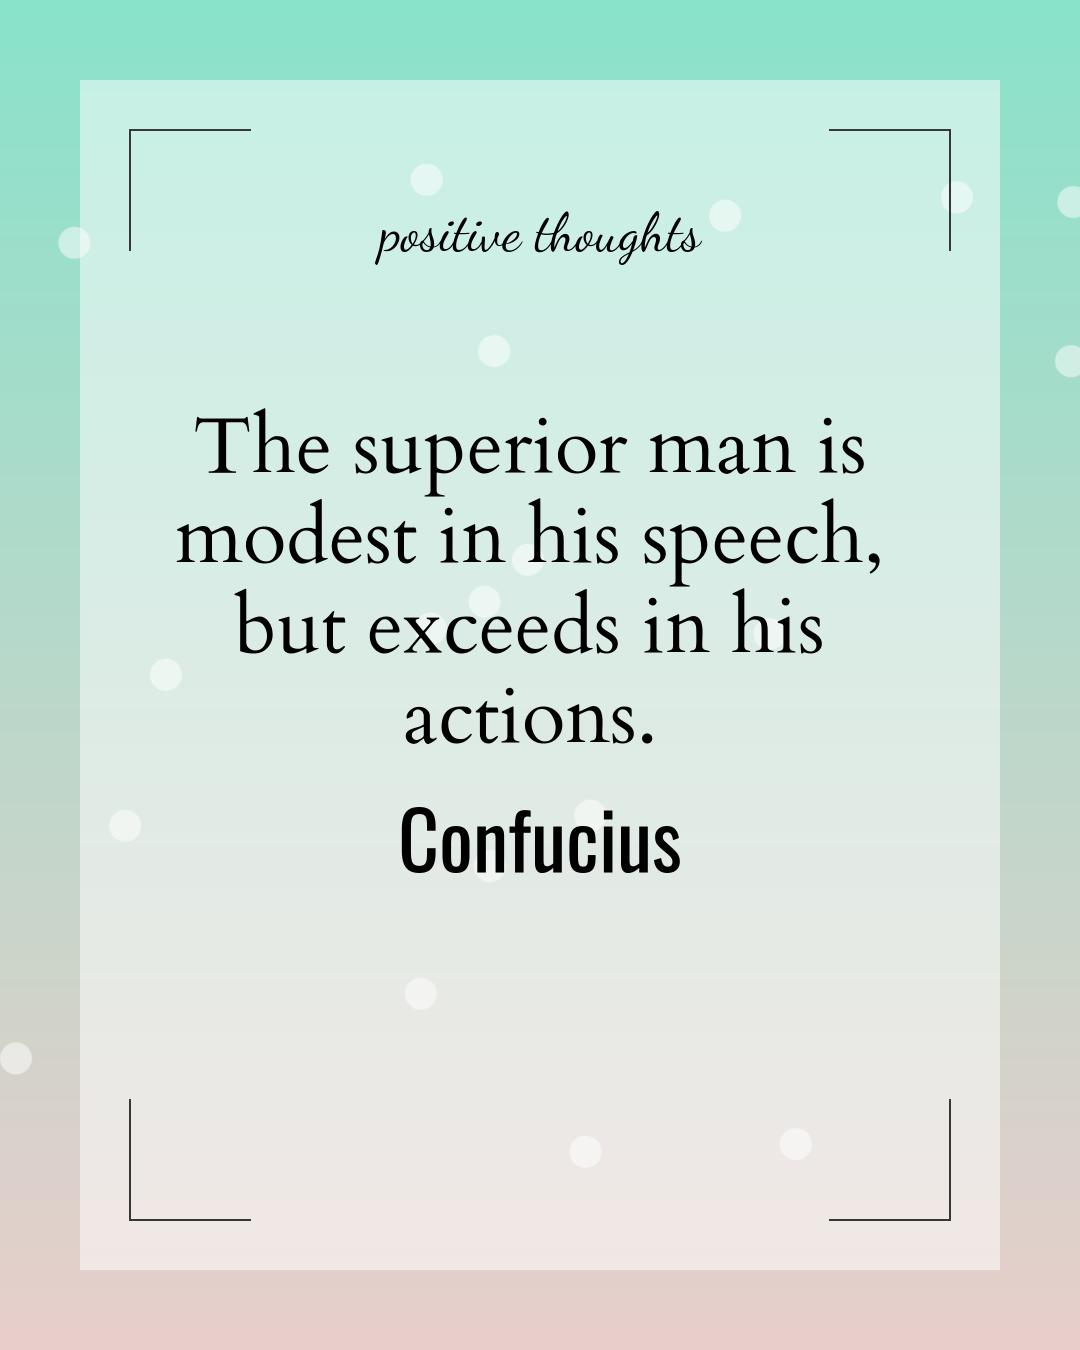 positive thoughts
The superior man is
modest in his speech,
but exceeds in his
actions.
Confucius